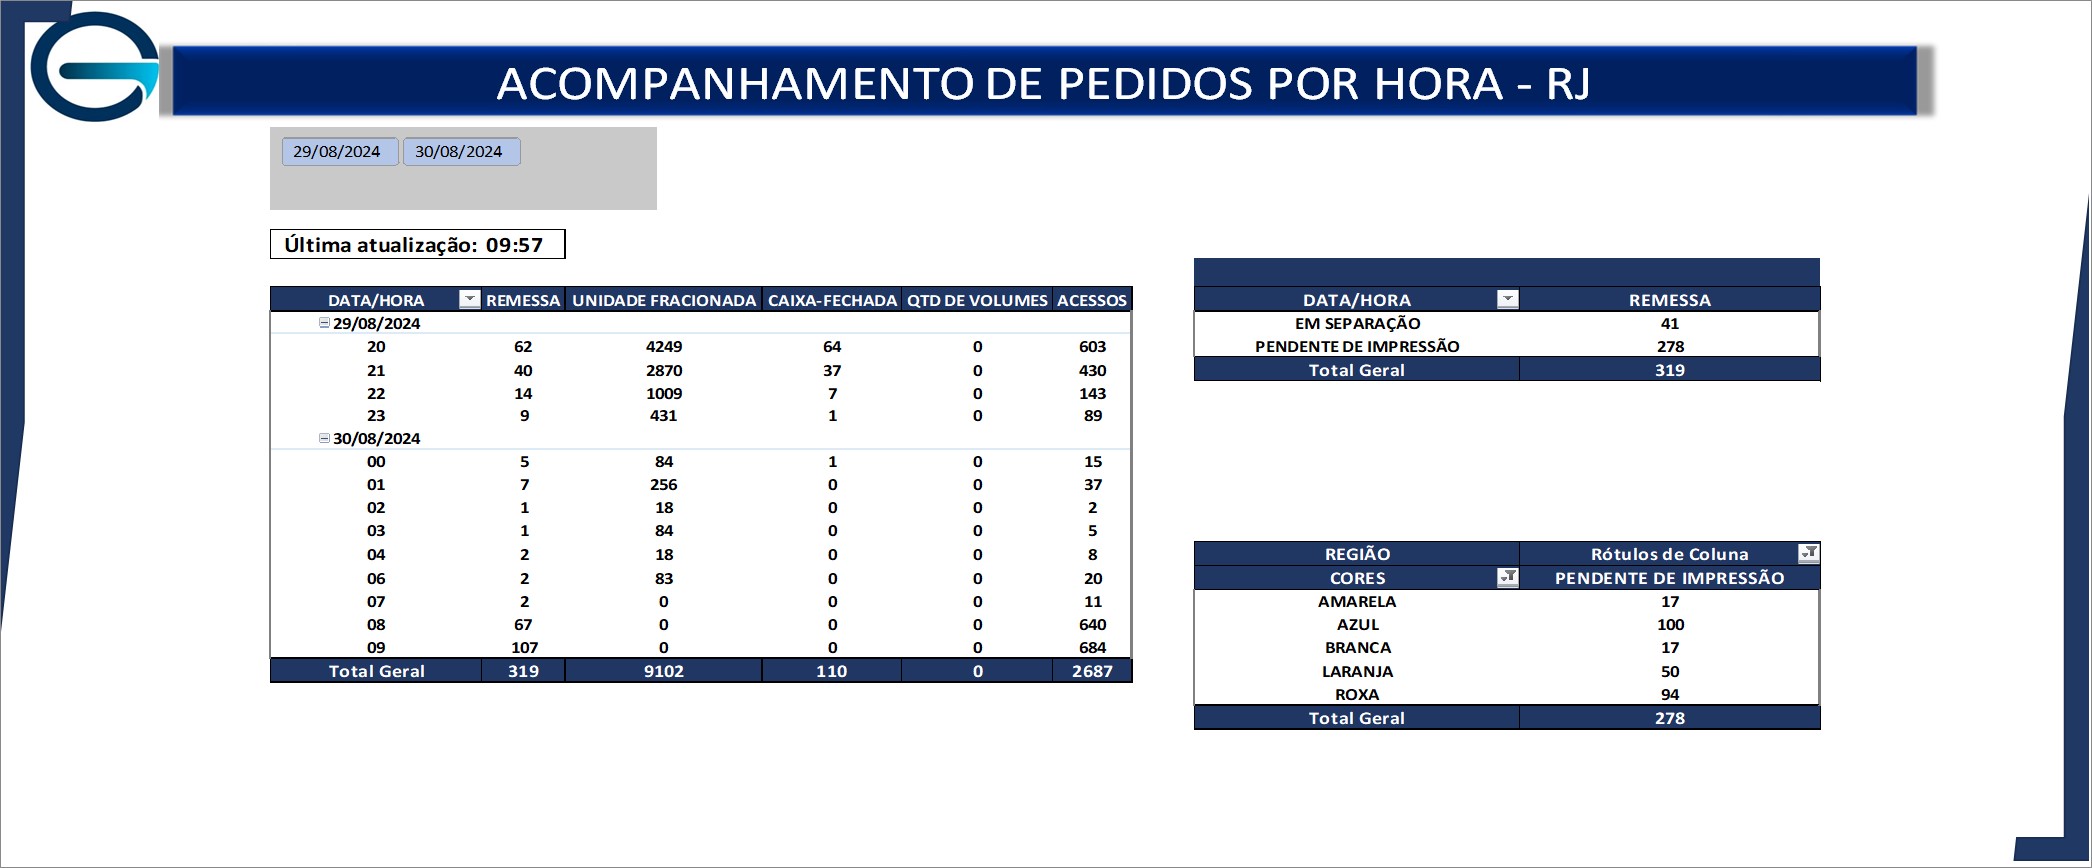 ACOMPANHAMENTO DE PEDIDOS POR HORA - RJ
29/08/2024 30/08/2024
Última atualização: 09:57
DATA/HORA REMESSA UNIDADE FRACIONADA CAIXA-FECHADA QTD DE VOLUMES ACESSOS
29/08/2024
20 62 4249 64 0 603
21 40 2870 37 0 430
22 14 1009 7 0 143
23 9 431 1 0 89
30/08/2024
00 5 84 1 0 15
01 7 256 0 0 37
02 1 18 0 0 2
03 1 84 0 0 5
04 2 18 0 0 8
06 2 83 0 0 20
07 2 0 0 0 11
08 67 0 0 0 640
09 107 0 0 0 684
Total Geral 319 9102 110 0 2687
DATA/HORA REMESSA
EM SEPARAÇÃO 41
PENDENTE DE IMPRESSÃO 278
Total Geral 319
REGIÃO Rótulos de Coluna
CORES PENDENTE DE IMPRESSÃO
AMARELA 17
AZUL 100
BRANCA 17
LARANJA 50
ROXA 94
Total Geral 278